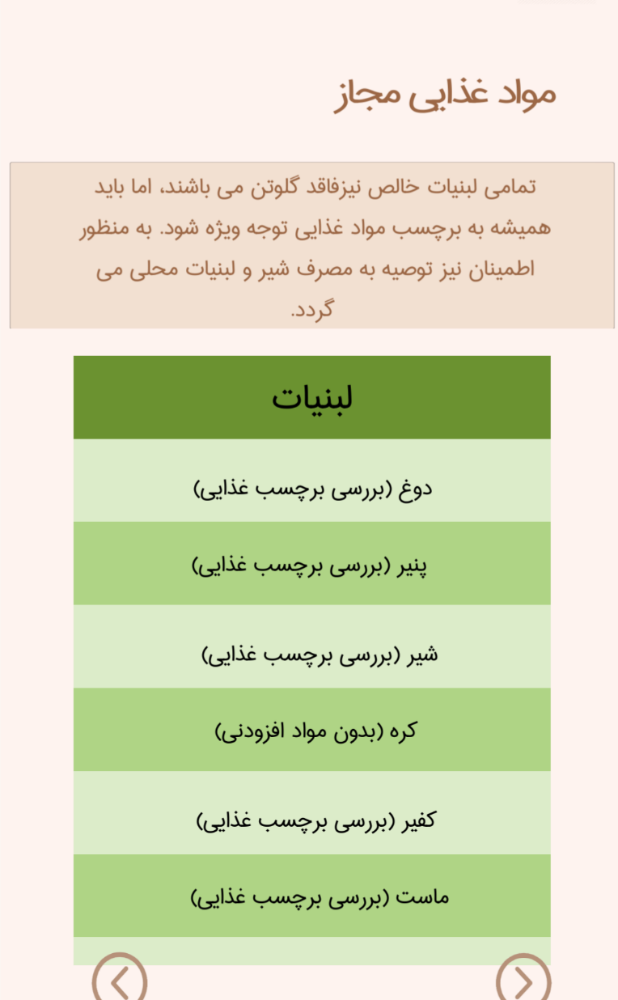 مواد غذایی مجاز
تمامی لبنیات خالص نیزفاقد گلوتن می باشند، اما باید
همیشه به برچسب مواد غذایی توجه ویژه شود. به منظور
اطمینان نیز توصیه به مصرف شیر و لبنیات محلی می
گردد.
لبنیات
دوغ (بررسی برچسب غذایی)
پنیر (بررسی برچسب غذایی)
شیر (بررسی برچسب غذایی)
کره (بدون مواد افزودنی)
کفیر (بررسی برچسب غذایی)
ماست (بررسی برچسب غذایی)